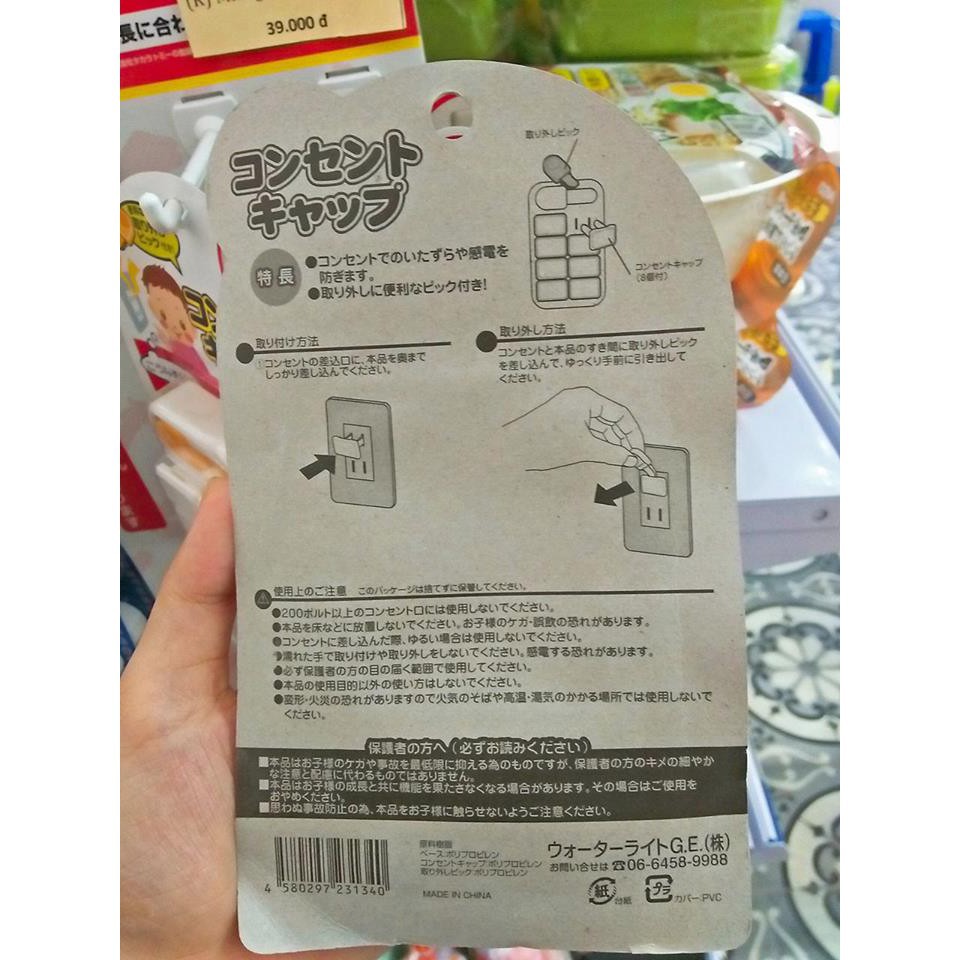 39.000 đ
長に合わ
コンセント
キャップ
特長
●コンセントでのいたずらや感電を
防ぎます。
●取り外しに便利なピック付き!
取り外しピック
コンセントキャップ
(8個付)
取り付け方法
①コンセントの差込口に、本品を奥まで
しっかり差し込んでください。
取り外し方法
コンセントと本品のすき間に取り外しピック
を差し込んで、ゆっくり手前に引き出して
ください。
使用上のご注意 このパッケージは捨てずに保管してください。
●200ボルト以上のコンセント口には使用しないでください。
●本品を床などに放置しないでください。お子様のケガ・誤飲の恐れがあります。
●コンセントに差し込んだ際、ゆるい場合は使用しないでください。
●濡れた手で取り付けや取り外しをしないでください。感電する恐れがあります。
●必ず保護者の方の目の届く範囲で使用してください。
●本品の使用目的以外の使い方はしないでください。
●変形・火災の恐れがありますので火気のそばや高温・湯気のかかる場所では使用しないで
ください。
保護者の方へ(必ずお読みください)
■本品はお子様のケガや事故を最低限に抑える為のものですが、保護者の方のキメの細やか
な注意と配慮に代わるものではありません。
■本品はお子様の成長と共に機能を果たさなくなる場合があります。その場合はご使用を
おやめください。
■思わぬ事故防止の為、本品をお子様に触らせないようご注意ください。
原料樹脂
ベース:ポリプロピレン
コンセントキャップ:ポリプロピレン
取り外しピック:ポリプロピレン
MADE IN CHINA
ウォーターライトG.E.(株)
お問い合せは☎06-6458-9988
紙 台紙 プラ カバー:PVC
4 580297 231340